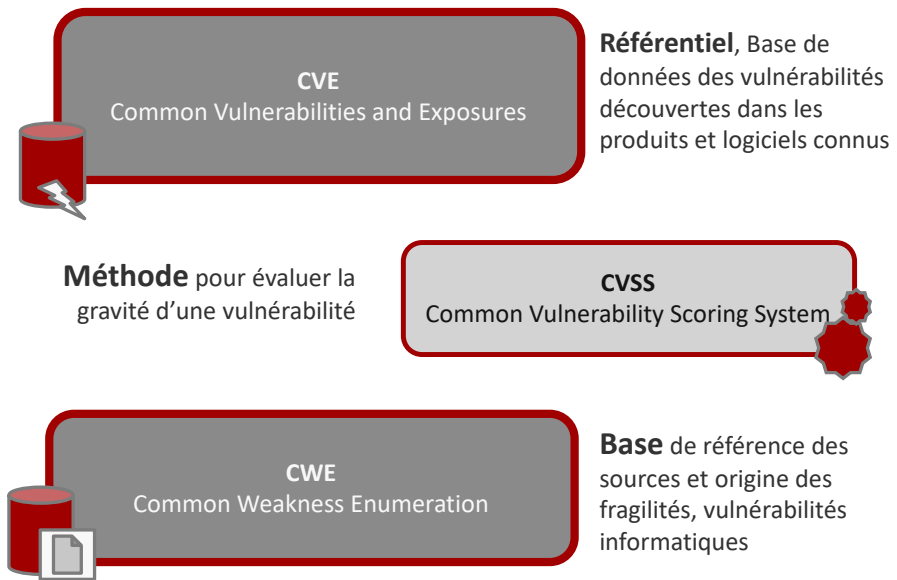 CVE
Common Vulnerabilities and Exposures
Référentiel, Base de
données des vulnérabilités
découvertes dans les
produits et logiciels connus
Méthode pour évaluer la
gravité d’une vulnérabilité
CVSS
Common Vulnerability Scoring System
CWE
Common Weakness Enumeration
Base de référence des
sources et origine des
fragilités, vulnérabilités
informatiques